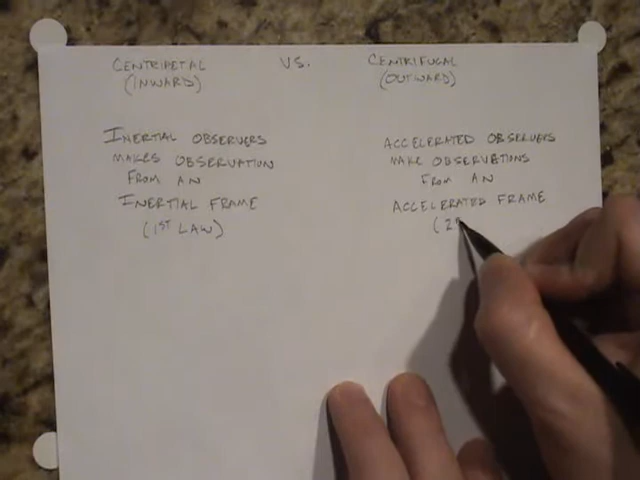 CENTRIPETAL VS. CENTRIFUGAL
(INWARD) (OUTWARD)
INERTIAL OBSERVERS
MAKES OBSERVATION
FROM AN
INERTIAL FRAME
(1ST LAW)
ACCELERATED OBSERVERS
MAKE OBSERVATIONS
FROM AN
ACCELERATED FRAME
(2